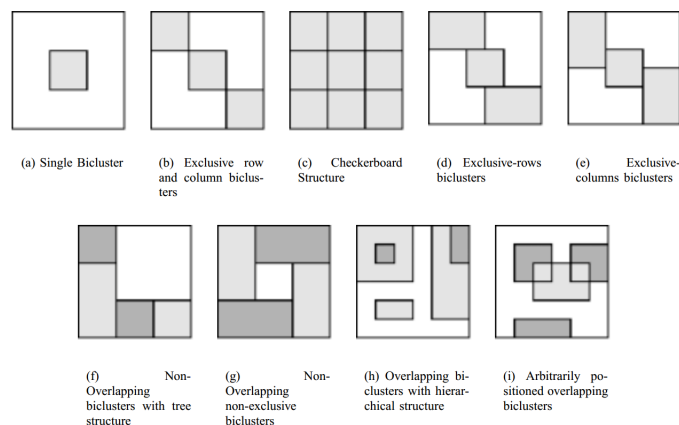 (a) Single Bicluster
(b) Exclusive row
and column biclus-
ters
(c) Checkerboard
Structure
(d) Exclusive-rows
biclusters
(e) Exclusive-
columns biclusters
(f) Non-
Overlapping
biclusters with tree
structure
(g) Non-
Overlapping
non-exclusive
biclusters
(h) Overlapping bi-
clusters with hierar-
chical structure
(i) Arbitrarily po-
sitioned overlapping
biclusters